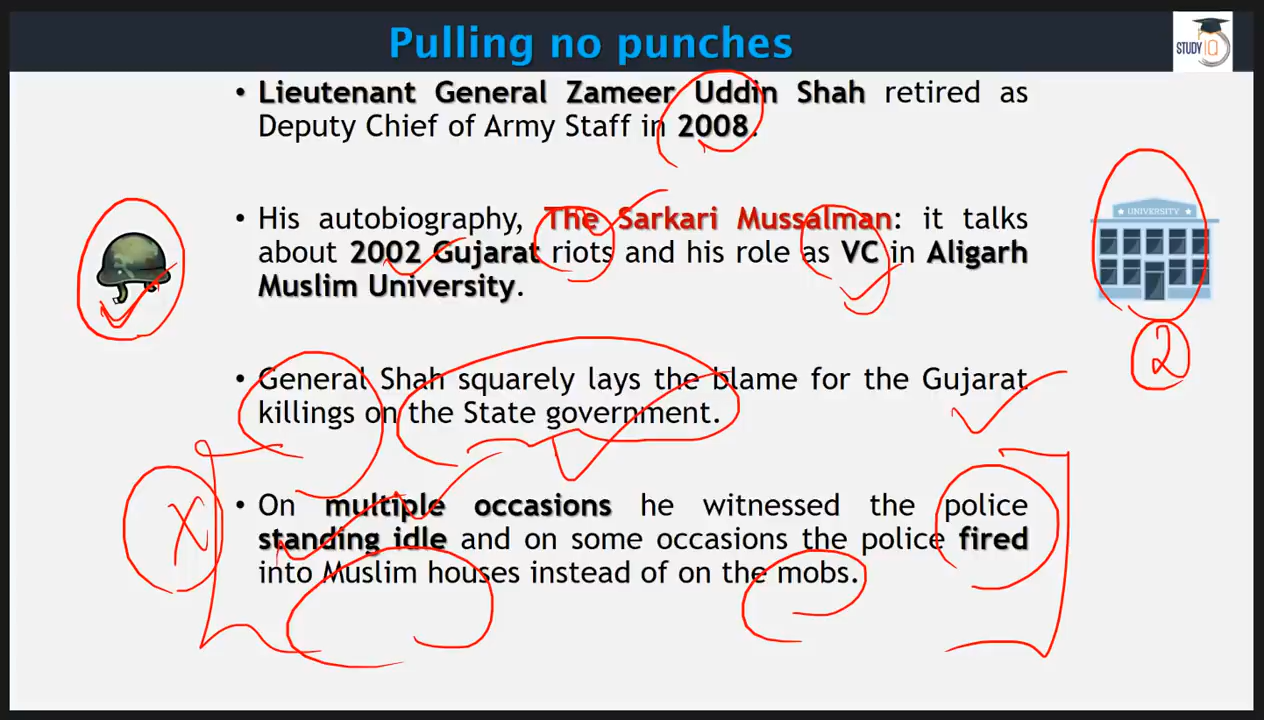 Pulling no punches
STUDY IQ
• Lieutenant General Zameer Uddin Shah retired as
Deputy Chief of Army Staff in 2008.
• His autobiography, The Sarkari Mussalman: it talks
about 2002 Gujarat riots and his role as VC in Aligarh
Muslim University.
UNIVERSITY
2
• General Shah squarely lays the blame for the Gujarat
killings on the State government.
X
• On multiple occasions he witnessed the police
standing idle and on some occasions the police fired
into Muslim houses instead of on the mobs.